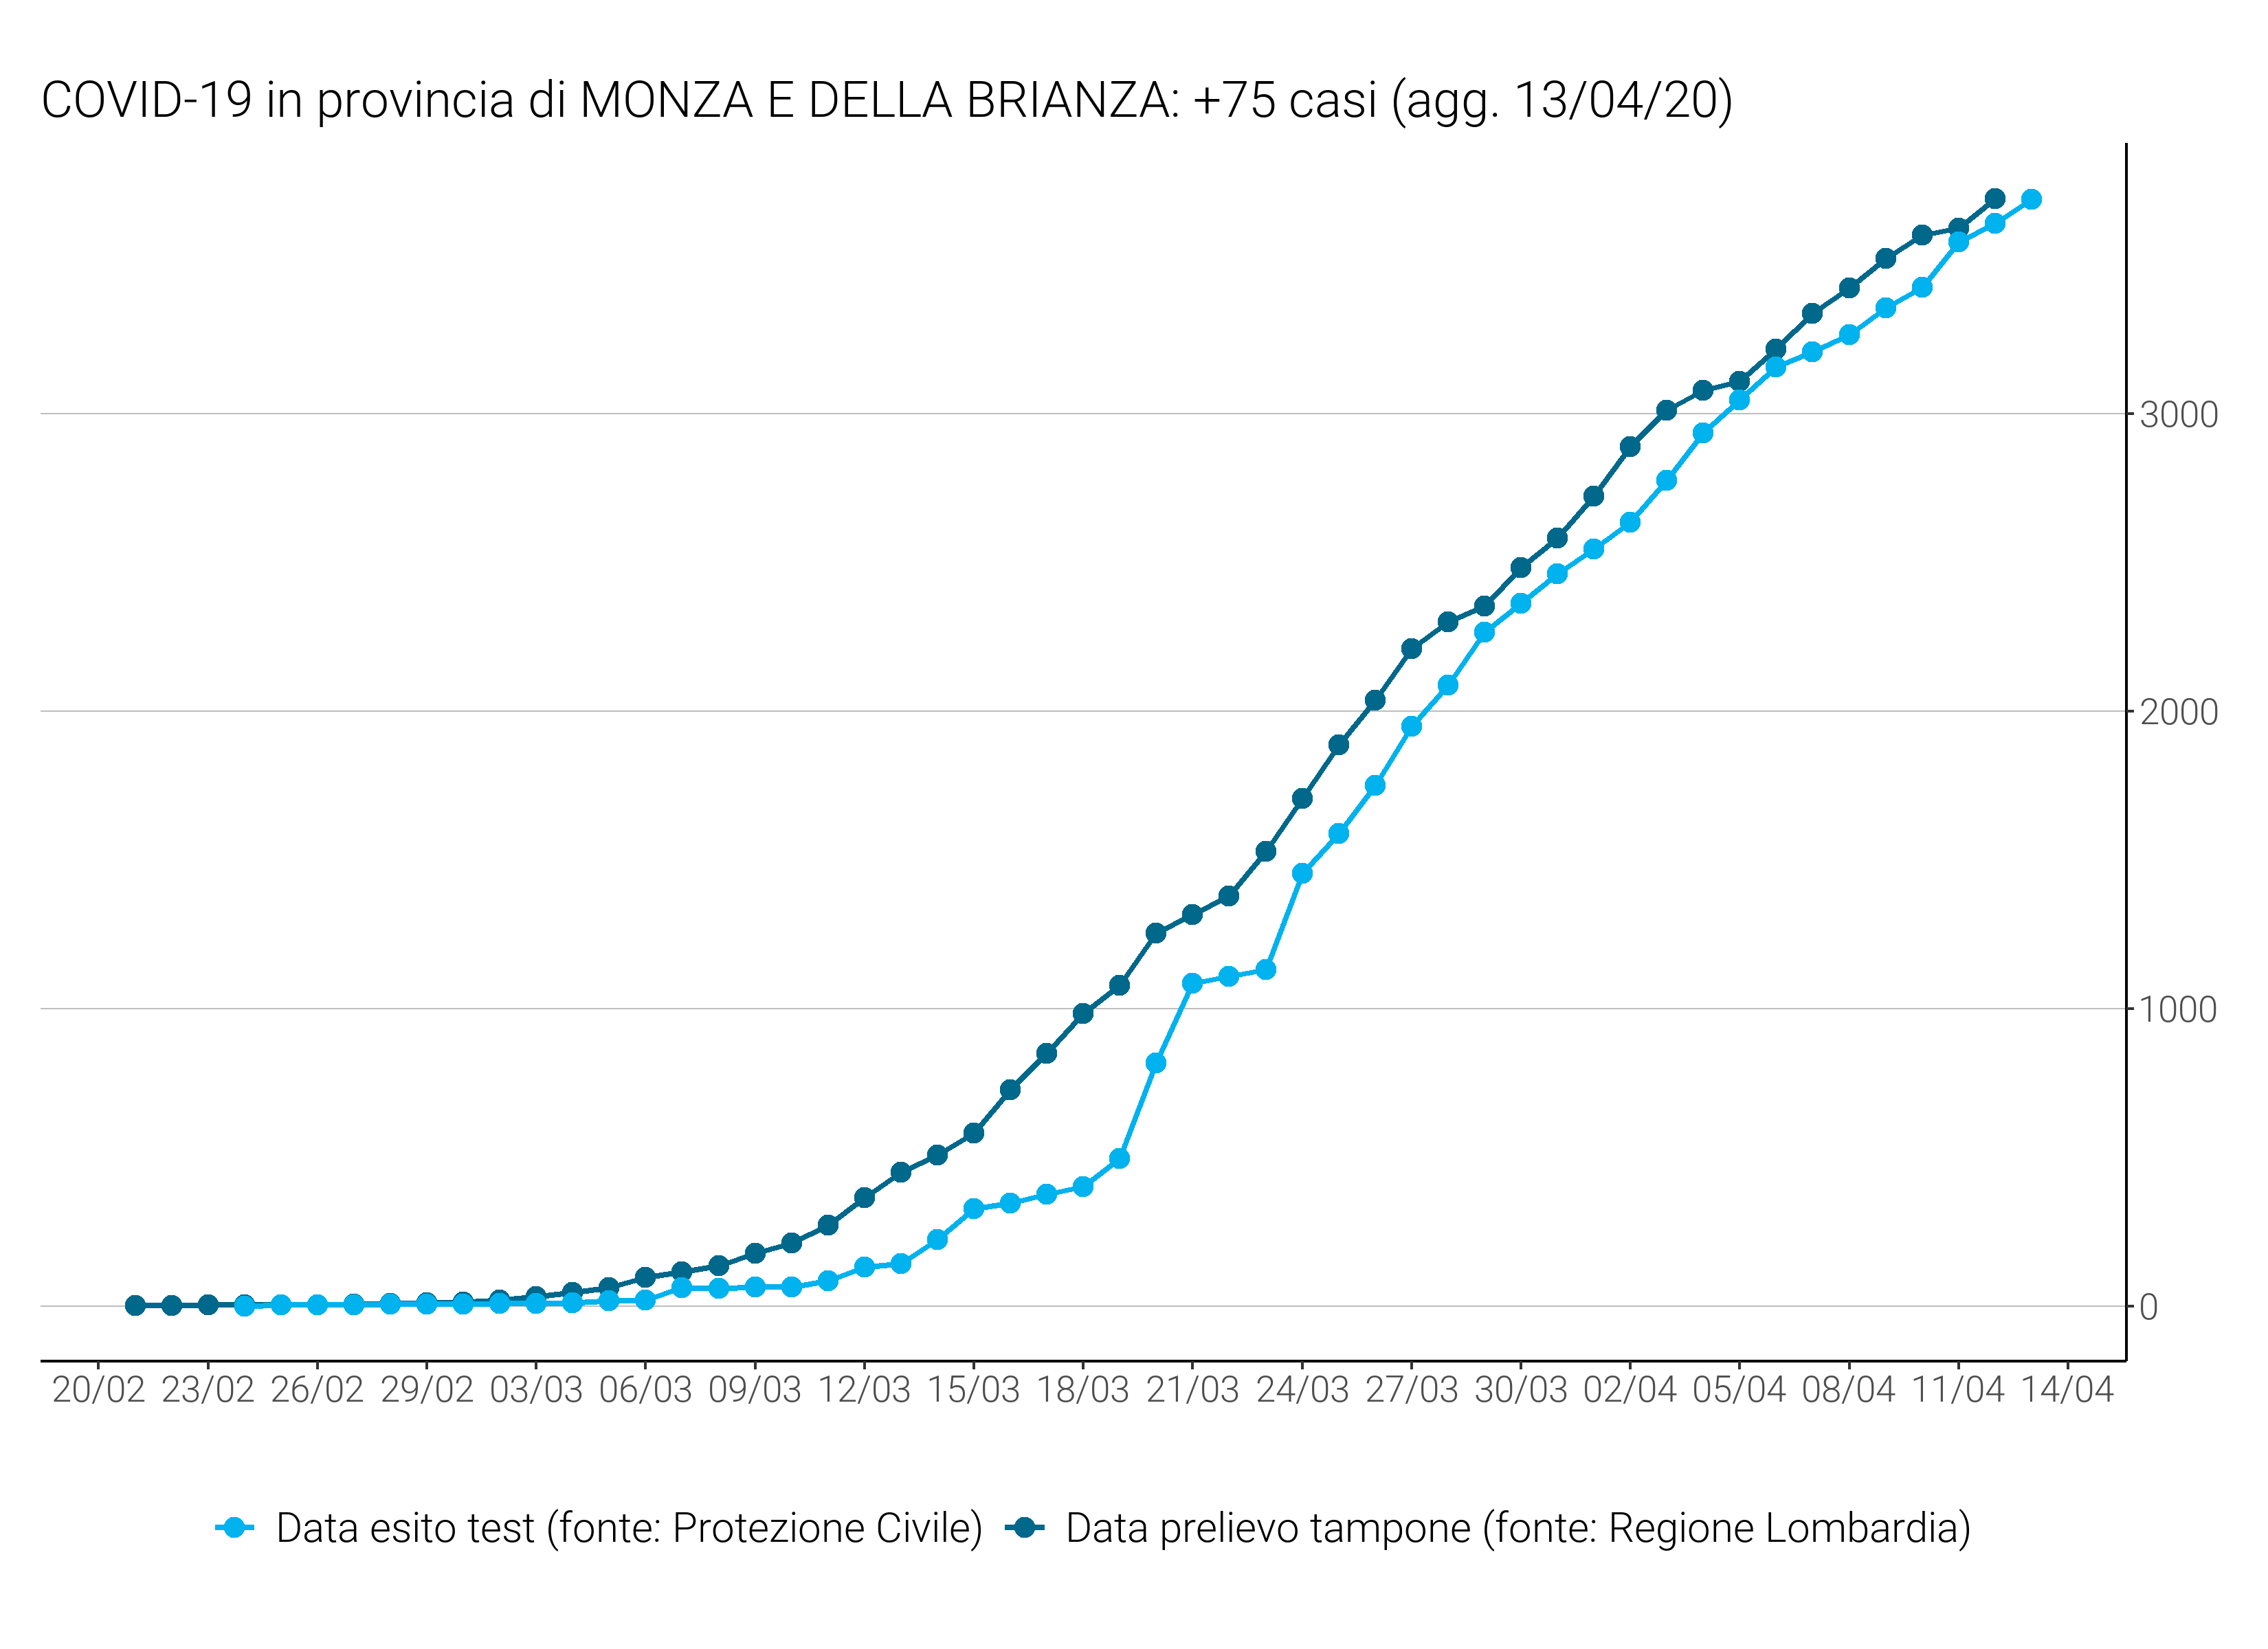 COVID-19 in provincia di MONZA E DELLA BRIANZA: +75 casi (agg. 13/04/20)
3000
2000
1000
0
20/02 23/02 26/02 29/02 03/03 06/03 09/03 12/03 15/03 18/03 21/03 24/03 27/03 30/03 02/04 05/04 08/04 11/04 14/04
Data esito test (fonte: Protezione Civile) Data prelievo tampone (fonte: Regione Lombardia)